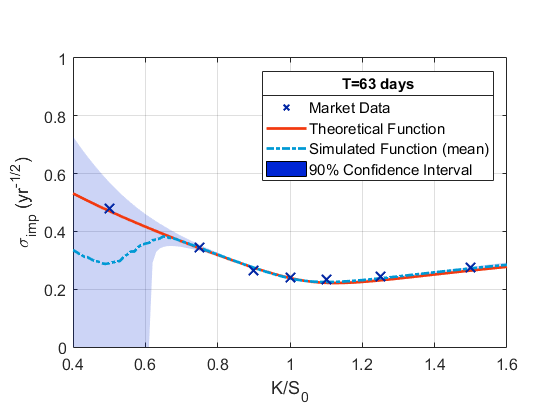 T=63 days
Market Data
Theoretical Function
Simulated Function (mean)
90% Confidence Interval
σimp (yr-1/2)
1
0.8
0.6
0.4
0.2
0
0.4 0.6 0.8 1 1.2 1.4 1.6
K/S0